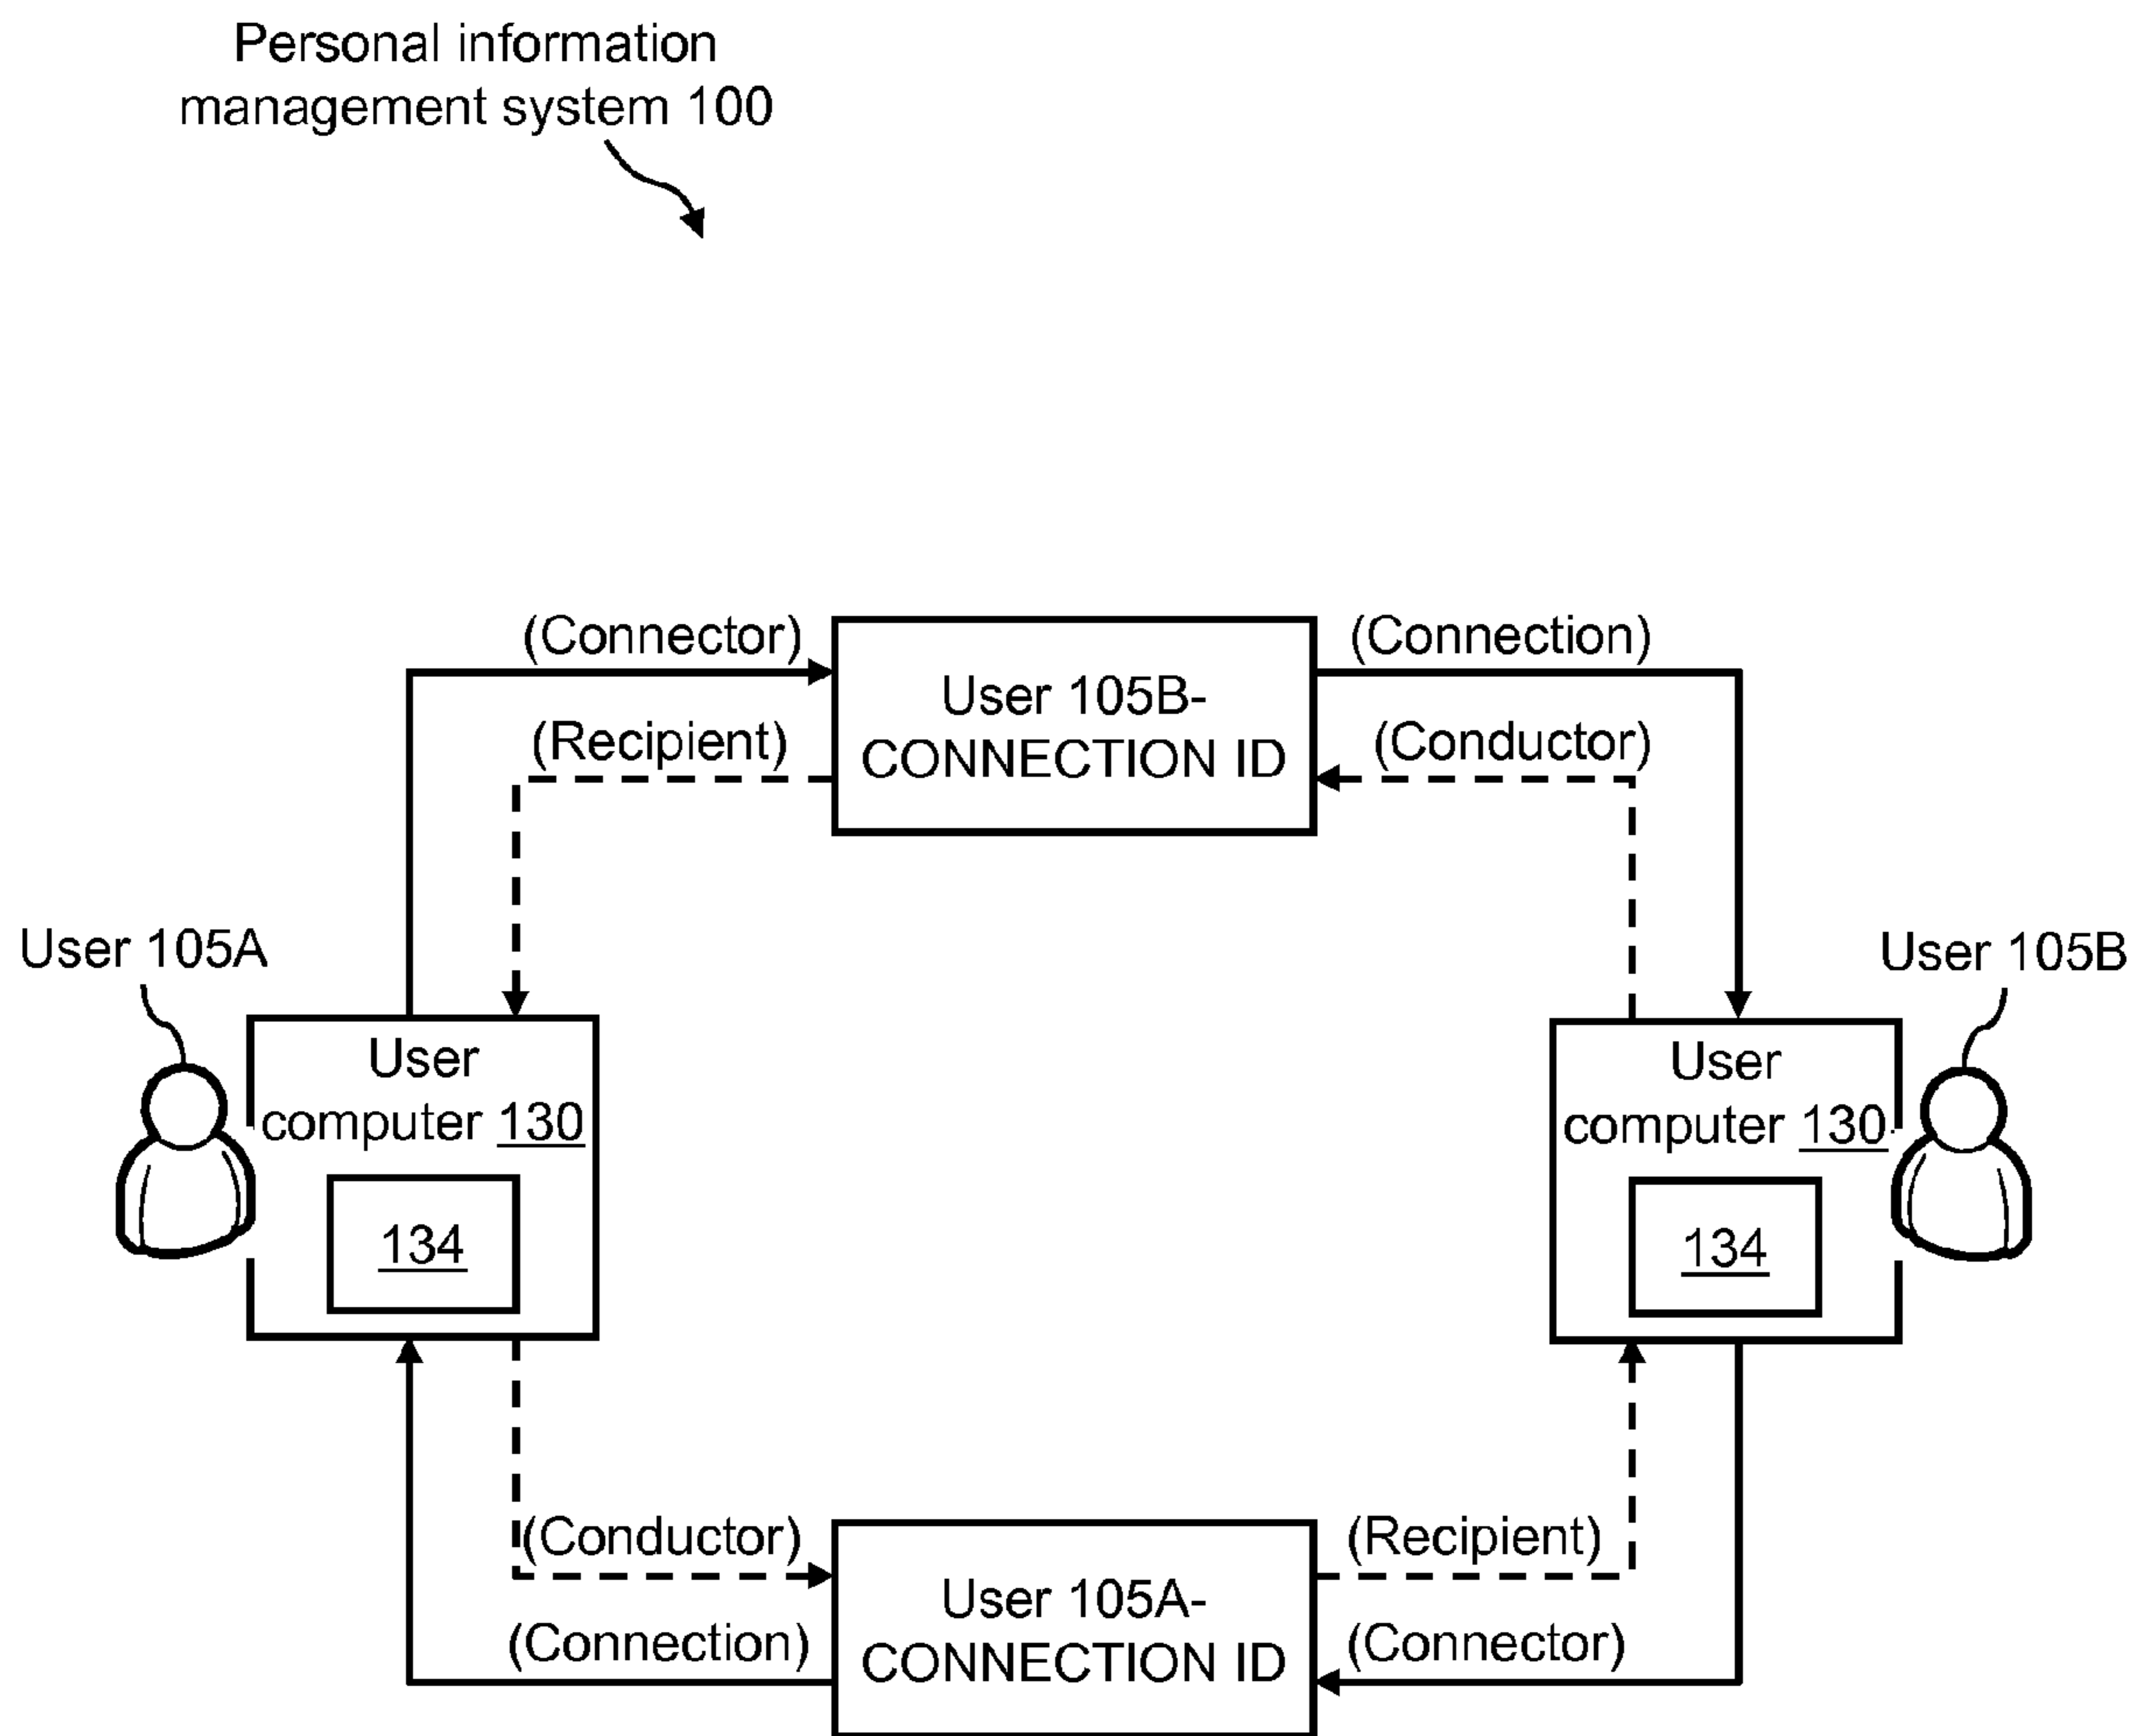 Personal information
management system 100
(Connector)
(Connection)
User 105B-
CONNECTION ID
(Recipient)
(Conductor)
User 105A
User 105B
User
computer 130
134
User
computer 130
134
(Conductor)
(Recipient)
User 105A-
CONNECTION ID
(Connection)
(Connector)